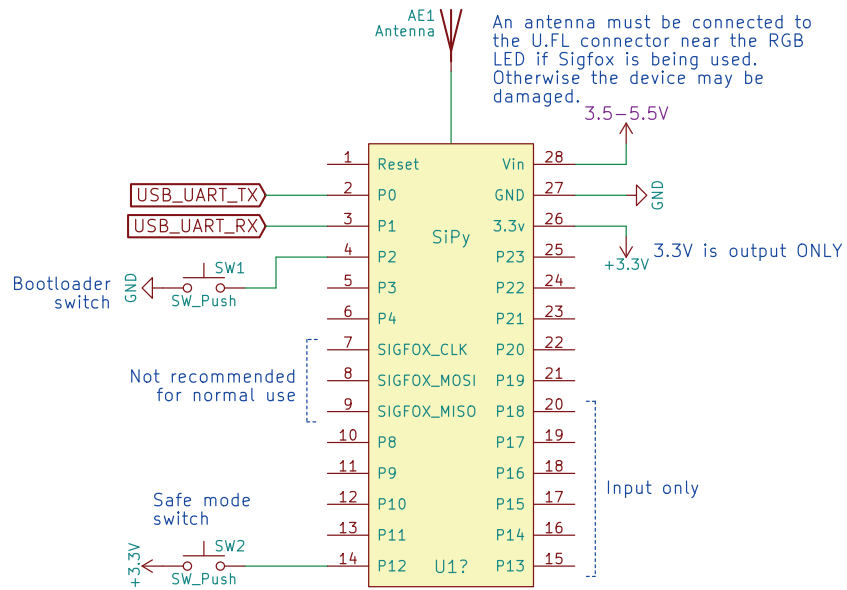 AE1
Antenna
An antenna must be connected to
the U.FL connector near the RGB
LED if Sigfox is being used.
Otherwise the device may be
damaged.
3.5-5.5V
1 Reset Vin 28
USB_UART_TX 2 P0 GND 27 GND
USB_UART_RX 3 P1 3.3v 26
SiPy
3.3V is output ONLY
+3.3V
4 P2 P23 25
SW1
Bootloader
switch
GND
SW_Push
5 P3 P22 24
6 P4 P21 23
7 SIGFOX_CLK P20 22
Not recommended
for normal use
8 SIGFOX_MOSI P19 21
9 SIGFOX_MISO P18 20
10 P8 P17 19
11 P9 P16 18
Input only
12 P10 P15 17
Safe mode
switch
13 P11 P14 16
SW2
+3.3V
SW_Push
14 P12 U1? P13 15